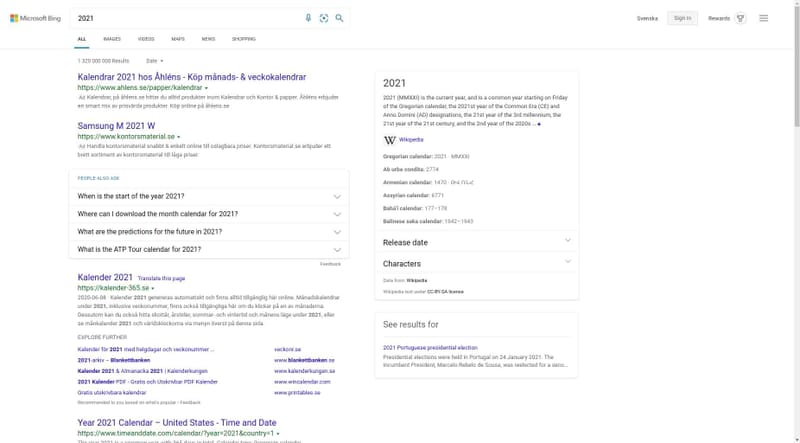 Microsoft Bing
2021
Svenska
Sign in
Rewards
ALL
IMAGES
VIDEOS
MAPS
NEWS
SHOPPING
1 329 000 000 Results
Date
Kalendrar 2021 hos Åhléns - Köp månads- & veckokalendrar
https://www.ahlens.se/papper/kalendrar
Ad Kalendrar, på åhlens.se hittar du alltid produkter inom Kalendrar och Kontor & papper. Åhléns erbjuder
en smart mix av prisvärda produkter. Köp online på åhlens.se
Samsung M 2021 W
https://www.kontorsmaterial.se
Ad Handla kontorsmaterial snabbt & enkelt online till oslagbara priser. Kontorsmaterial.se erbjuder ett
brett sortiment av kontorsmaterial till låga priser.
PEOPLE ALSO ASK
When is the start of the year 2021?
Where can I download the month calendar for 2021?
What are the predictions for the future in 2021?
What is the ATP Tour calendar for 2021?
Feedback
Kalender 2021
Translate this page
https://kalender-365.se
2020-06-08 · Kalender 2021 genereras automatiskt och finns alltid tillgänglig här online. Månadskalendrar
under 2021, inklusive veckonummer, finns också tillgängliga här om du klickar på en av månaderna.
Dessutom kan du också hitta skottår, årstider, sommar- och vintertid och månens läge under 2021, eller
se månkalender 2021 och världsklockorna via menyn överst på denna sida.
EXPLORE FURTHER
Kalender för 2021 med helgdagar och veckonummer ...
veckonr.se
2021-arkiv – Blankettbanken
www.blankettbanken.se
Kalender 2021 & Almanacka 2021 | Kalenderkungen
www.kalenderkungen.se
2021 Kalender PDF - Gratis och Utskrivbar PDF Kalender
www.wincalendar.com
Gratis utskrivbara kalendrar
www.printables.se
Recommended to you based on what's popular • Feedback
Year 2021 Calendar – United States - Time and Date
https://www.timeanddate.com/calendar/?year=2021&country=1
2021
2021 (MMXXI) is the current year, and is a common year starting on Friday
of the Gregorian calendar, the 2021st year of the Common Era (CE) and
Anno Domini (AD) designations, the 21st year of the 3rd millennium, the
21st year of the 21st century, and the 2nd year of the 2020s ...
W
Wikipedia
Gregorian calendar: 2021 · MMXXI
Ab urbe condita: 2774
Armenian calendar: 1470 ·
Assyrian calendar: 6771
Bahá'í calendar: 177–178
Balinese saka calendar: 1942–1943
Release date
Characters
Data from: Wikipedia
Wikipedia text under CC-BY-SA license
See results for
2021 Portuguese presidential election
Presidential elections were held in Portugal on 24 January 2021. The
incumbent President, Marcelo Rebelo de Sousa, was reelected for a seco...